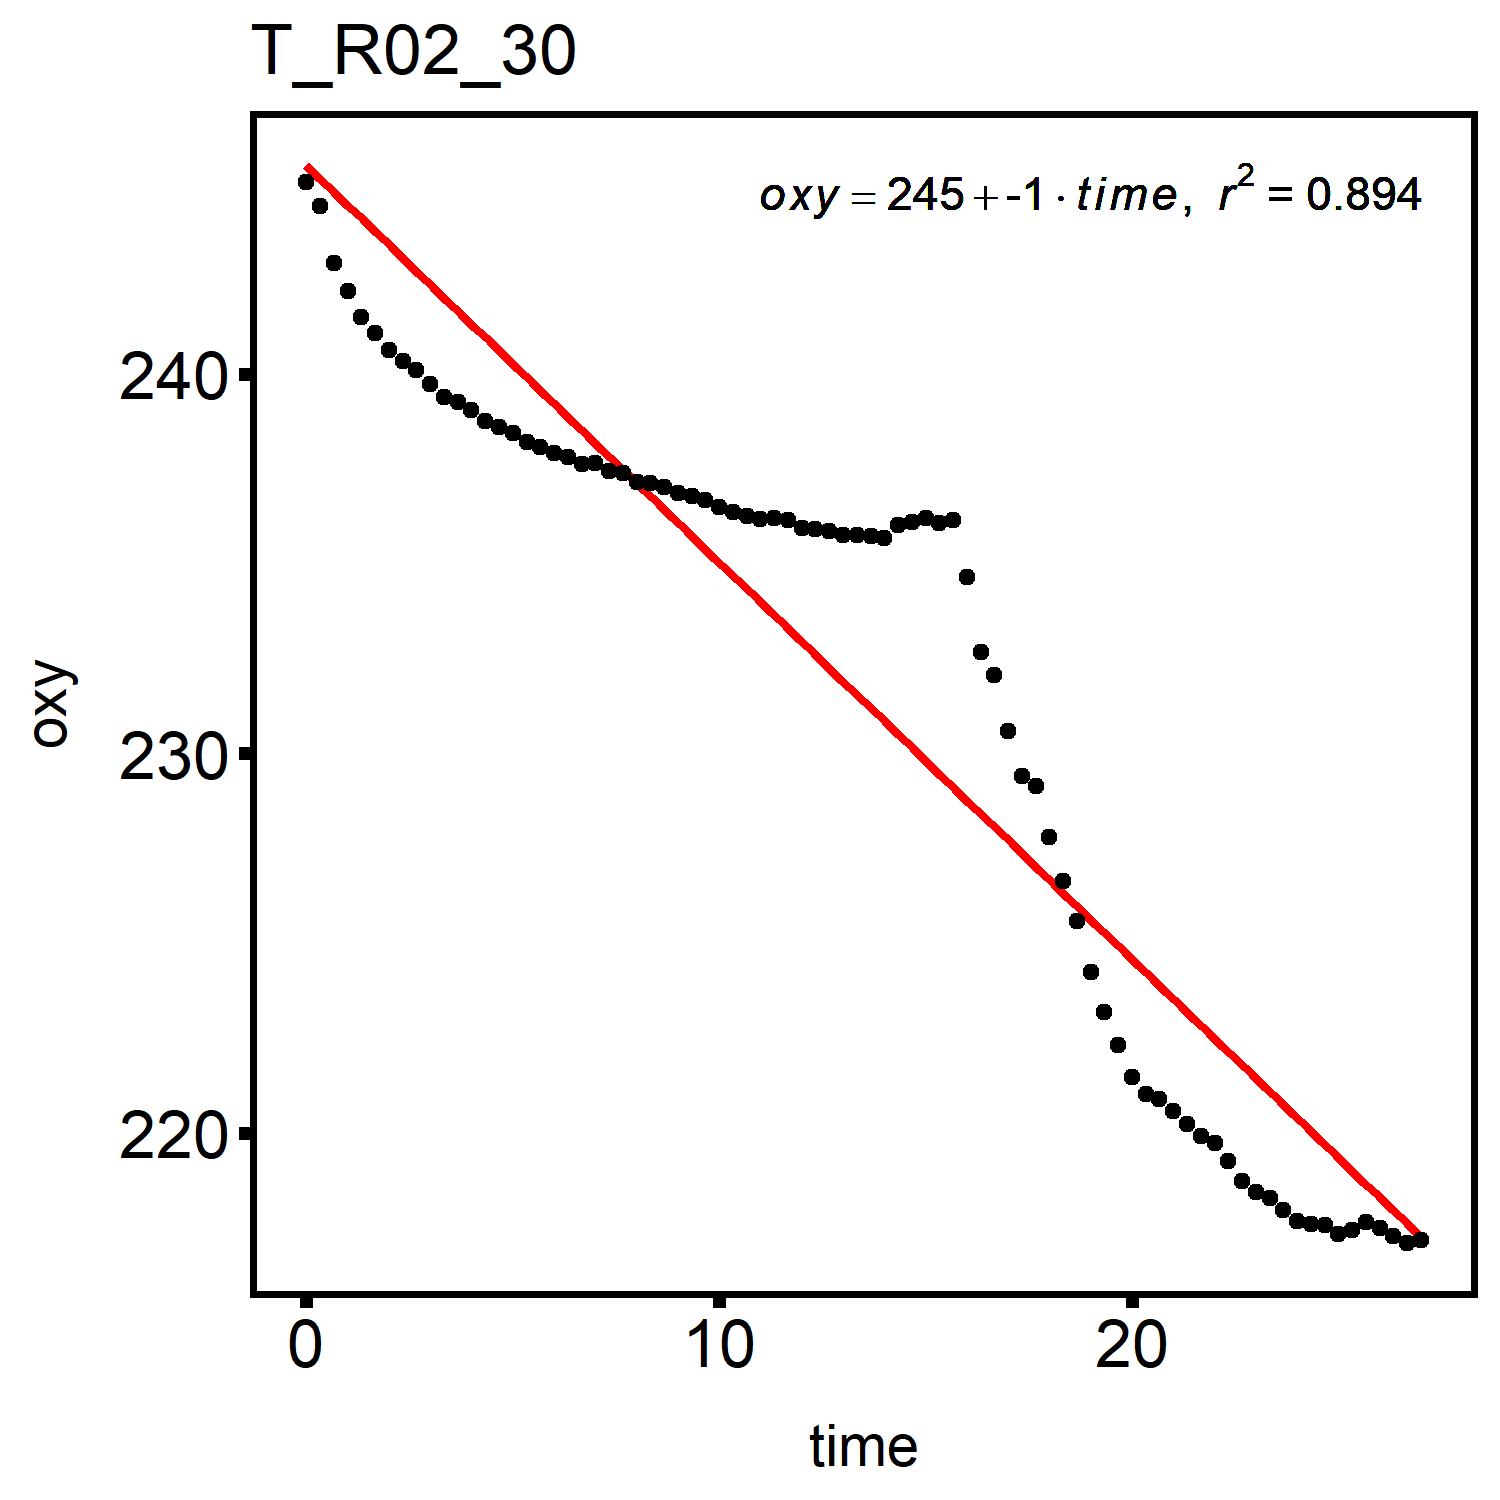 T_R02_30
oxy = 245 + -1 · time, r² = 0.894
240
230
220
oxy
0 10 20
time